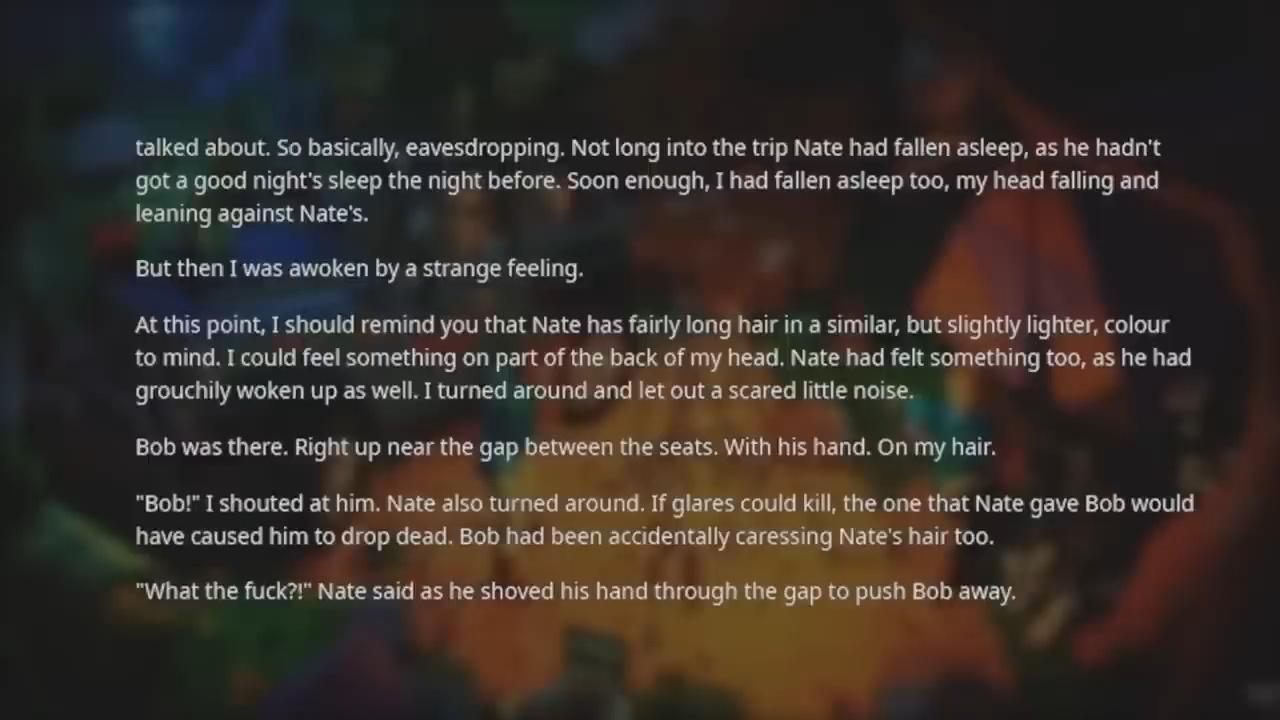 talked about. So basically, eavesdropping. Not long into the trip Nate had fallen asleep, as he hadn't
got a good night's sleep the night before. Soon enough, I had fallen asleep too, my head falling and
leaning against Nate's.
But then I was awoken by a strange feeling.
At this point, I should remind you that Nate has fairly long hair in a similar, but slightly lighter, colour
to mind. I could feel something on part of the back of my head. Nate had felt something too, as he had
grouchily woken up as well. I turned around and let out a scared little noise.
Bob was there. Right up near the gap between the seats. With his hand. On my hair.
"Bob!" I shouted at him. Nate also turned around. If glares could kill, the one that Nate gave Bob would
have caused him to drop dead. Bob had been accidentally caressing Nate's hair too.
"What the fuck?!" Nate said as he shoved his hand through the gap to push Bob away.